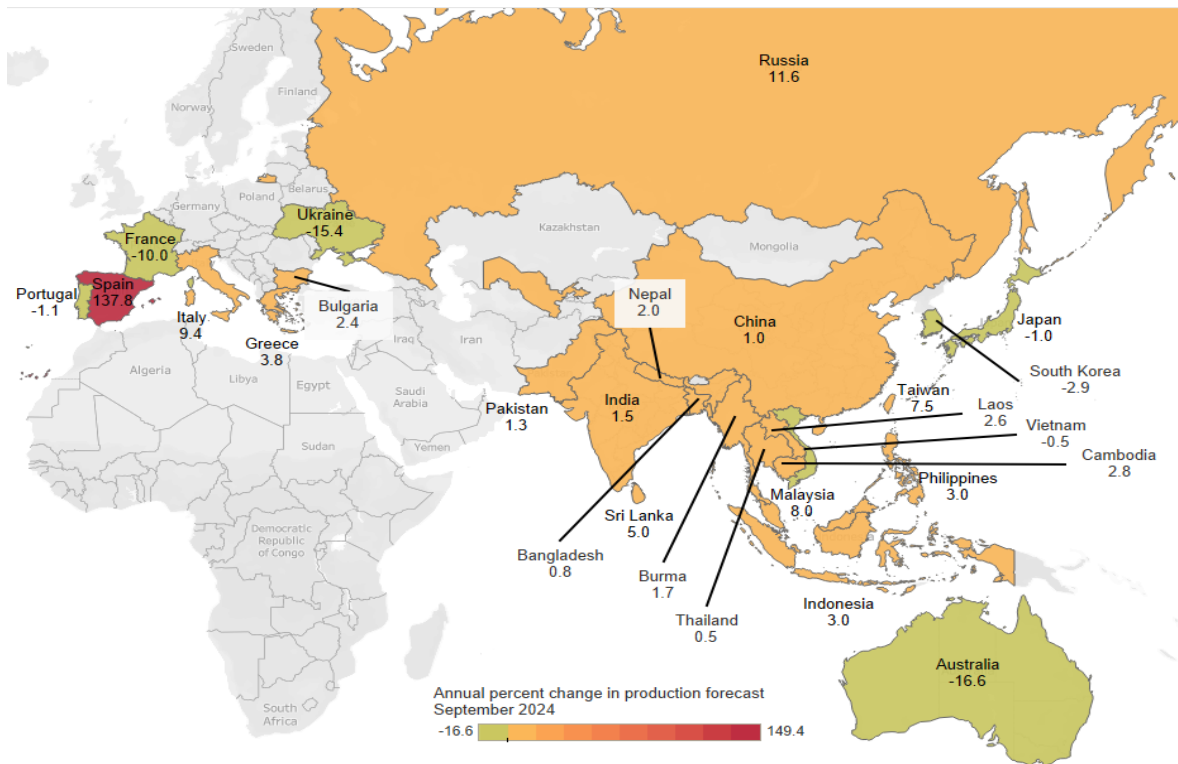 Sweden
Finland
Norway
Russia
11.6
Belarus
Poland
Germany
Ukraine
-15.4
France
-10.0
Kazakhstan
Mongolia
Spain
137.8
Portugal
-1.1
Italy
9.4
Bulgaria
2.4
Greece
3.8
Nepal
2.0
China
1.0
Japan
-1.0
South Korea
-2.9
Iraq
Iran
Algeria
Libya
Egypt
Saudi
Arabia
Pakistan
1.3
India
1.5
Taiwan
7.5
Laos
2.6
Vietnam
-0.5
Cambodia
2.8
Sudan
Yemen
Philippines
3.0
Malaysia
8.0
Sri Lanka
5.0
Democratic
Republic
of Congo
Bangladesh
0.8
Burma
1.7
Thailand
0.5
Indonesia
3.0
Australia
-16.6
South
Africa
Annual percent change in production forecast
September 2024
-16.6
149.4